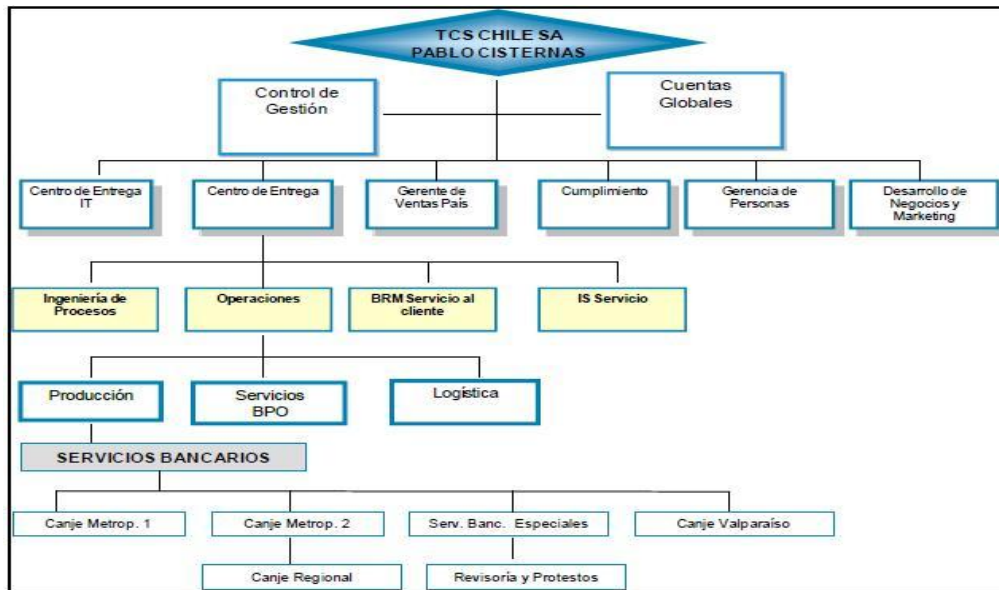 TCS CHILE SA
PABLO CISTERNAS
Control de
Gestión
Cuentas
Globales
Centro de Entrega
IT
Centro de Entrega
Gerente de
Ventas País
Cumplimiento
Gerencia de
Personas
Desarrollo de
Negocios y
Marketing
Ingeniería de
Procesos
Operaciones
BRM Servicio al
cliente
IS Servicio
Producción
Servicios
BPO
Logística
SERVICIOS BANCARIOS
Canje Metrop. 1
Canje Metrop. 2
Serv. Banc. Especiales
Canje Valparaíso
Canje Regional
Revisoría y Protestos